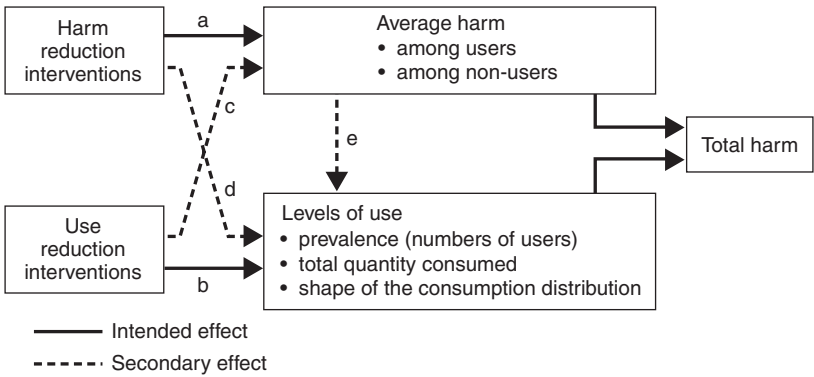 Harm
reduction
interventions
a
Average harm
• among users
• among non-users
c
e
d
Total harm
Use
reduction
interventions
b
Levels of use
• prevalence (numbers of users)
• total quantity consumed
• shape of the consumption distribution
Intended effect
Secondary effect